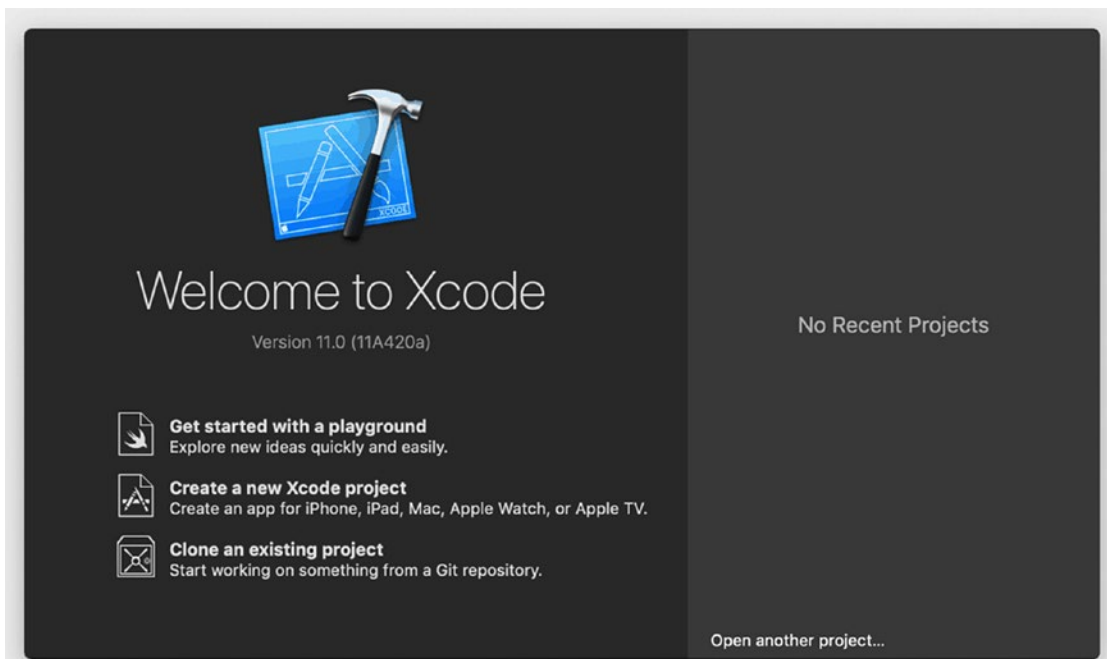 XCODE
Welcome to Xcode
Version 11.0 (11A420a)
Get started with a playground
Explore new ideas quickly and easily.
Create a new Xcode project
Create an app for iPhone, iPad, Mac, Apple Watch, or Apple TV.
Clone an existing project
Start working on something from a Git repository.
No Recent Projects
Open another project...